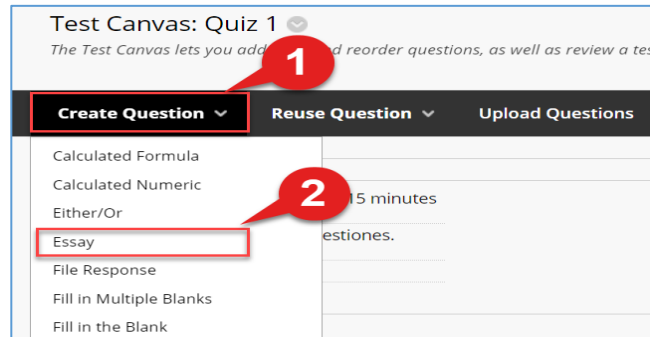 Test Canvas: Quiz 1
The Test Canvas lets you add d reorder questions, as well as review a tes
1
Create Question Reuse Question Upload Questions
Calculated Formula
Calculated Numeric
2 15 minutes
Either/Or
estiones.
Essay
File Response
Fill in Multiple Blanks
Fill in the Blank